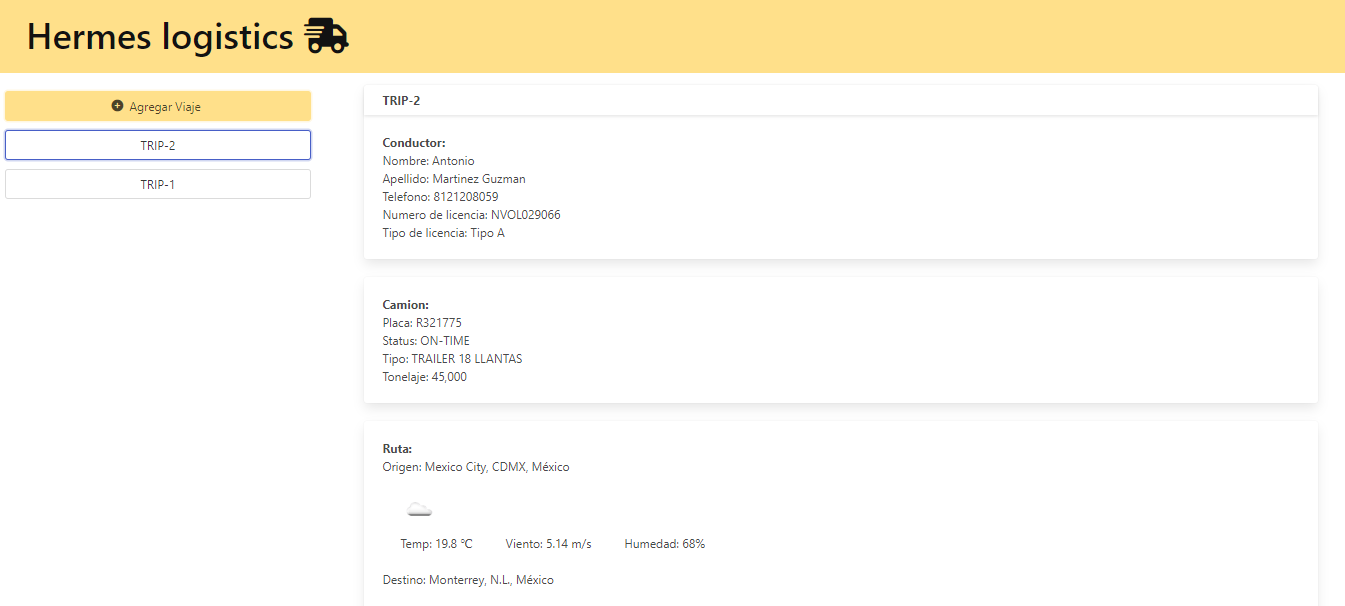 Hermes logistics
Agregar Viaje
TRIP-2
TRIP-1
TRIP-2
Conductor:
Nombre: Antonio
Apellido: Martinez Guzman
Telefono: 8121208059
Numero de licencia: NVOL029066
Tipo de licencia: Tipo A
Camion:
Placa: R321775
Status: ON-TIME
Tipo: TRAILER 18 LLANTAS
Tonelaje: 45,000
Ruta:
Origen: Mexico City, CDMX, México
Temp: 19.8 °C Viento: 5.14 m/s Humedad: 68%
Destino: Monterrey, N.L., México